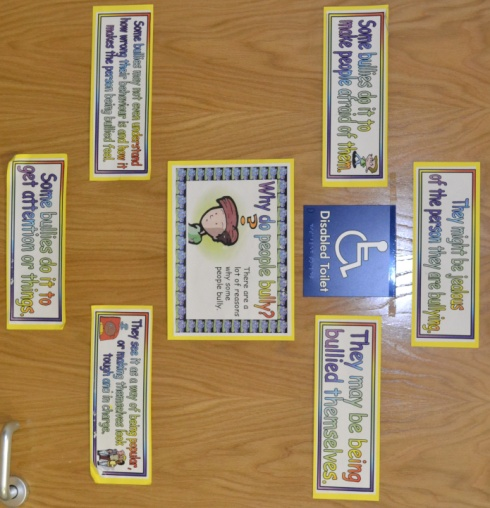 They might be jealous
of the person they are bullying.
Some bullies do it to
make people afraid of them.
Disabled Toilet
They may be being
bullied themselves.
Why do people bully?
There are a
lot of reasons
why some
people bully.
Some bullies may not even understand
how wrong their behaviour is and how it
makes the person being bullied feel.
They see it as a way of being popular,
or making themselves look
tough and in charge.
Some bullies do it to
get attention or things.